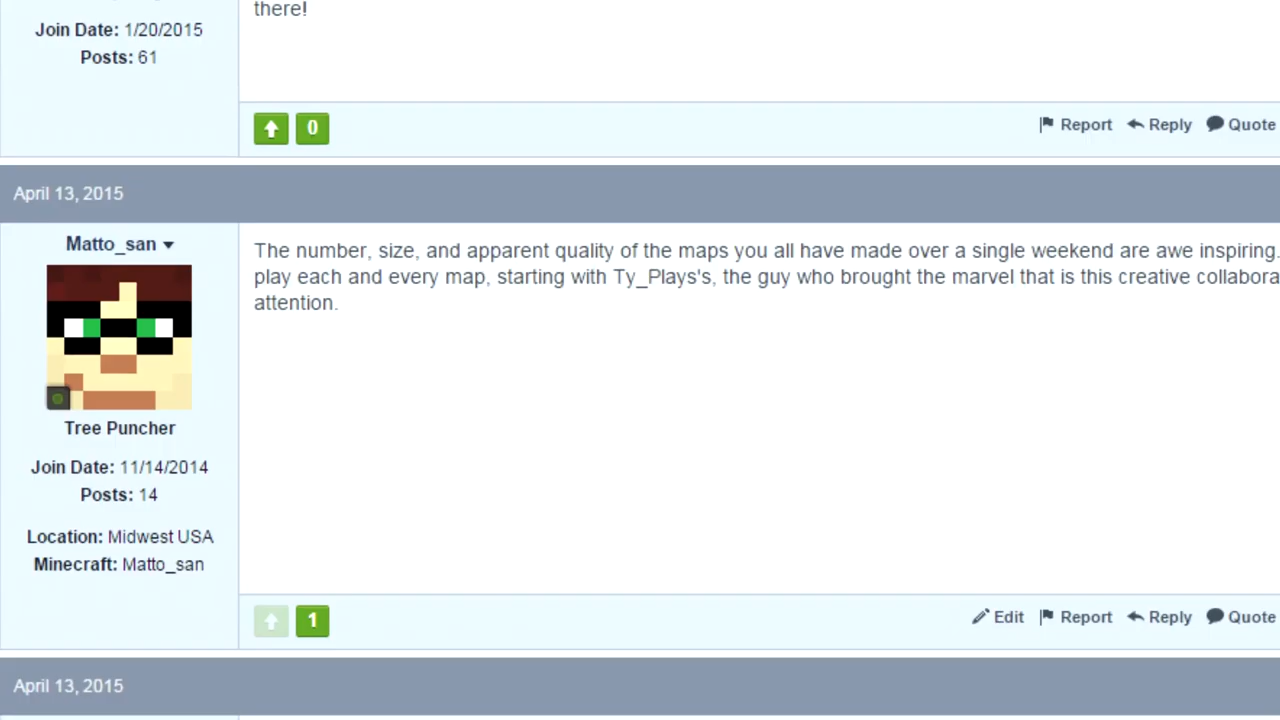 there!
Join Date: 1/20/2015
Posts: 61
0
Report Reply Quote
April 13, 2015
Matto_san
The number, size, and apparent quality of the maps you all have made over a single weekend are awe inspiring.
play each and every map, starting with Ty_Plays's, the guy who brought the marvel that is this creative
attention.
Tree Puncher
Join Date: 11/14/2014
Posts: 14
Location: Midwest USA
Minecraft: Matto_san
1
Edit Report Reply Quote
April 13, 2015